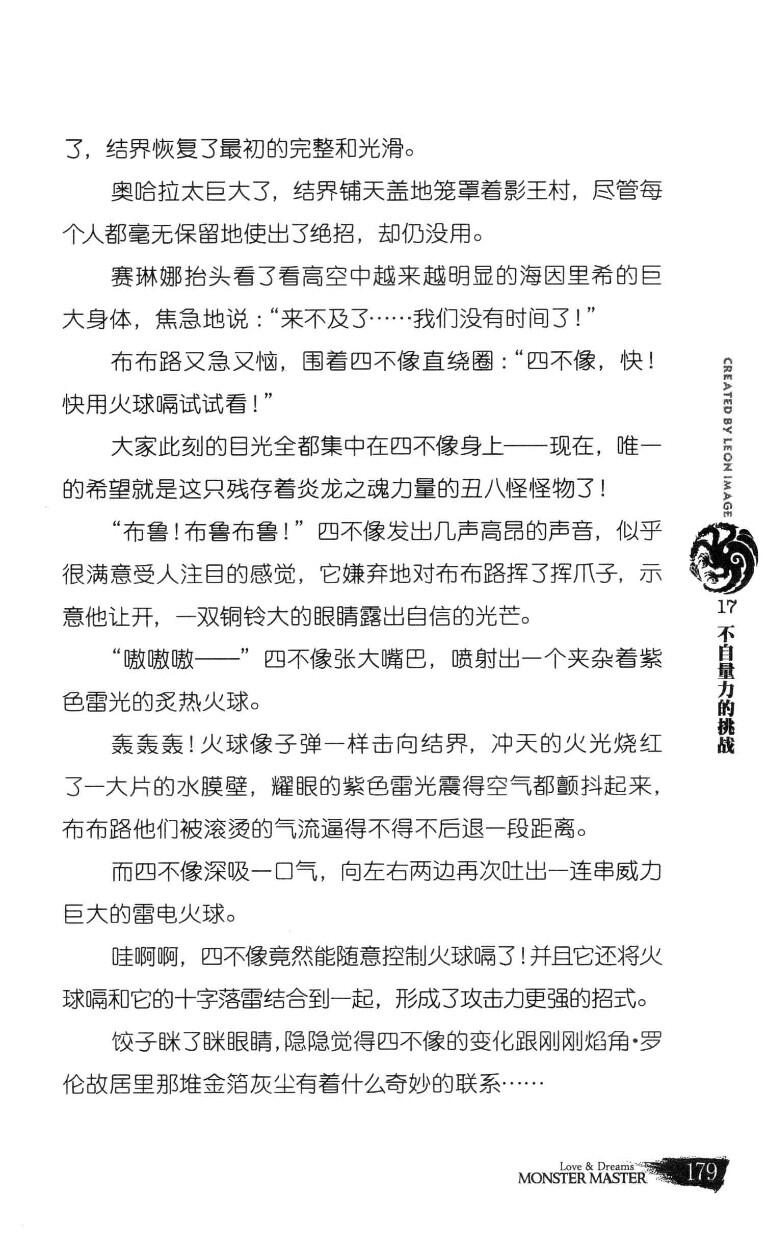 了，结界恢复了最初的完整和光滑。
奥哈拉太巨大了，结界铺天盖地笼罩着影王村，尽管每
个人都毫无保留地使出了绝招，却仍没用。
赛琳娜抬头看了看高空中越来越明显的海因里希的巨
大身体，焦急地说：“来不及了……我们没有时间了！”
布布路又急又恼，围着四不像直绕圈：“四不像，快！
快用火球嗝试试看！”
大家此刻的目光全都集中在四不像身上——现在，唯一
的希望就是这只残存着炎龙之魂力量的丑八怪怪物了！
“布鲁！布鲁布鲁！”四不像发出几声高昂的声音，似乎
很满意受人注目的感觉，它嫌弃地对布布路挥了挥爪子，示
意他让开，一双铜铃大的眼睛露出自信的光芒。
“嗷嗷嗷——”四不像张大嘴巴，喷射出一个夹杂着紫
色雷光的炙热火球。
轰轰轰！火球像子弹一样击向结界，冲天的火光烧红
了一大片的水膜壁，耀眼的紫色雷光震得空气都颤抖起来，
布布路他们被滚烫的气流逼得不得不后退一段距离。
而四不像深吸一口气，向左右两边再次吐出一连串威力
巨大的雷电火球。
哇啊啊，四不像竟然能随意控制火球嗝了！并且它还将火
球嗝和它的十字落雷结合到一起，形成了攻击力更强的招式。
饺子眯了眯眼睛，隐隐觉得四不像的变化跟刚刚焰角·罗
伦故居里那堆金箔灰尘有着什么奇妙的联系……
CREATED BY LEON IMAGE
17 不自量力的挑战
Love & Dreams
MONSTER MASTER 179